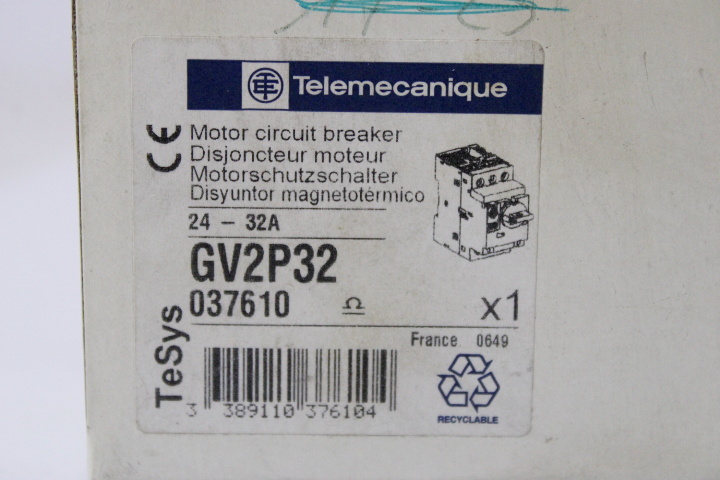 Telemecanique
CE
Motor circuit breaker
Disjoncteur moteur
Motorschutzschalter
Disyuntor magnetotérmico
24 - 32A
GV2P32
037610 x1
TeSys
France 0649
3 389110 376104
RECYCLABLE